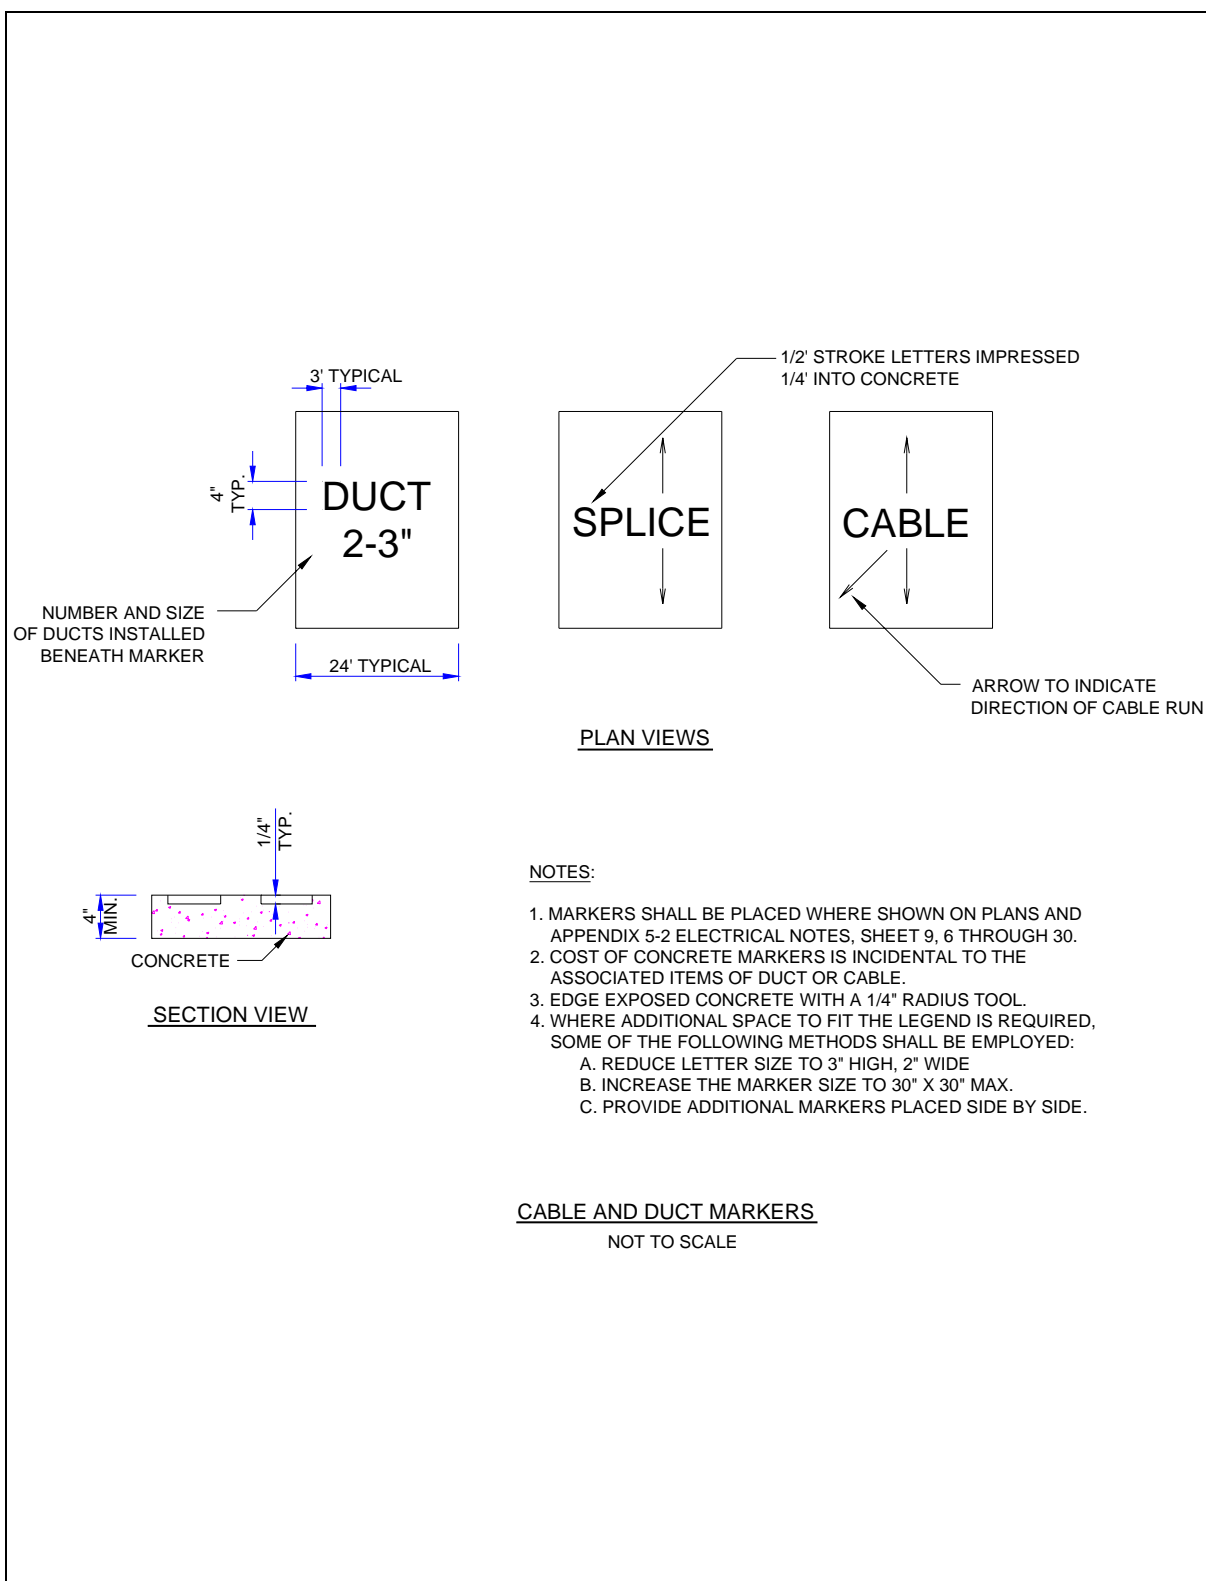 3' TYPICAL
1/2' STROKE LETTERS IMPRESSED
1/4' INTO CONCRETE
4"
TYP.
DUCT
2-3"
SPLICE
CABLE
NUMBER AND SIZE
OF DUCTS INSTALLED
BENEATH MARKER
24' TYPICAL
ARROW TO INDICATE
DIRECTION OF CABLE RUN
PLAN VIEWS
1/4"
TYP.
4"
MIN.
CONCRETE
SECTION VIEW
NOTES:
1. MARKERS SHALL BE PLACED WHERE SHOWN ON PLANS AND
APPENDIX 5-2 ELECTRICAL NOTES, SHEET 9, 6 THROUGH 30.
2. COST OF CONCRETE MARKERS IS INCIDENTAL TO THE
ASSOCIATED ITEMS OF DUCT OR CABLE.
3. EDGE EXPOSED CONCRETE WITH A 1/4" RADIUS TOOL.
4. WHERE ADDITIONAL SPACE TO FIT THE LEGEND IS REQUIRED,
SOME OF THE FOLLOWING METHODS SHALL BE EMPLOYED:
A. REDUCE LETTER SIZE TO 3" HIGH, 2" WIDE
B. INCREASE THE MARKER SIZE TO 30" X 30" MAX.
C. PROVIDE ADDITIONAL MARKERS PLACED SIDE BY SIDE.
CABLE AND DUCT MARKERS
NOT TO SCALE